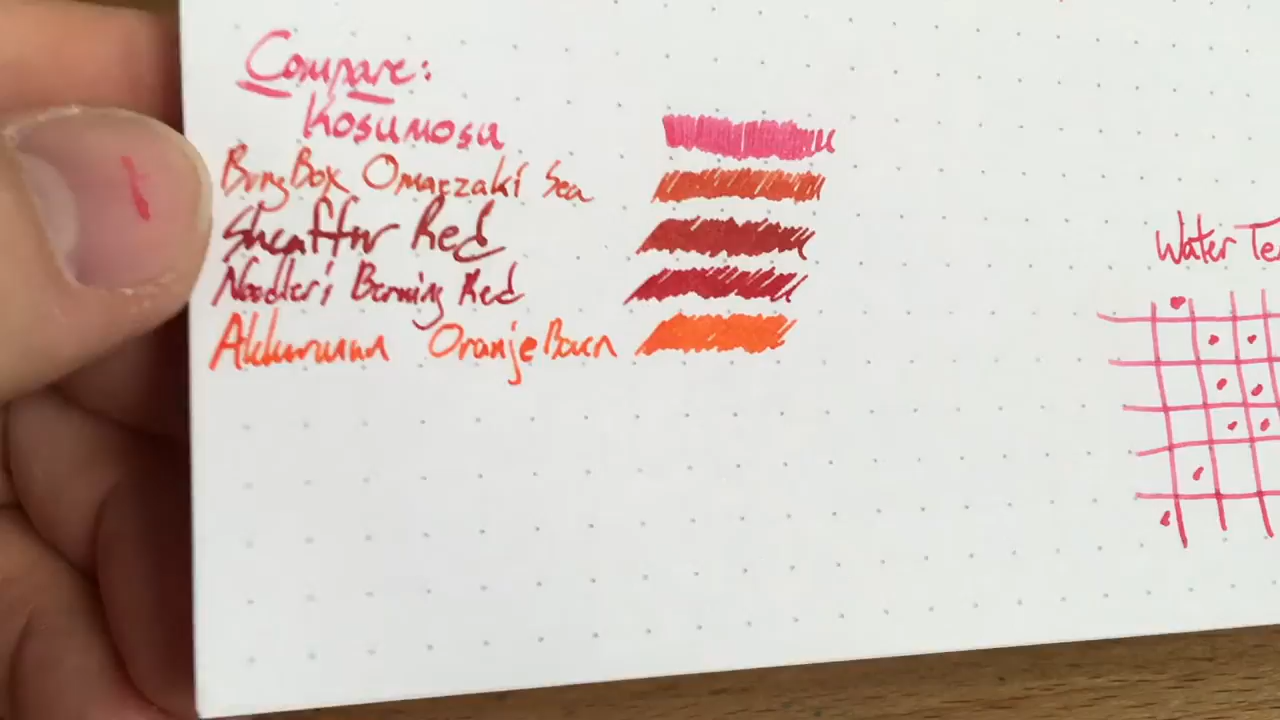 Compare:
Kosumosu
BungBox Omaezaki Sea
Sheaffer Red
Noodler's Burning Red
Akkerman Oranje Boven
Water Te